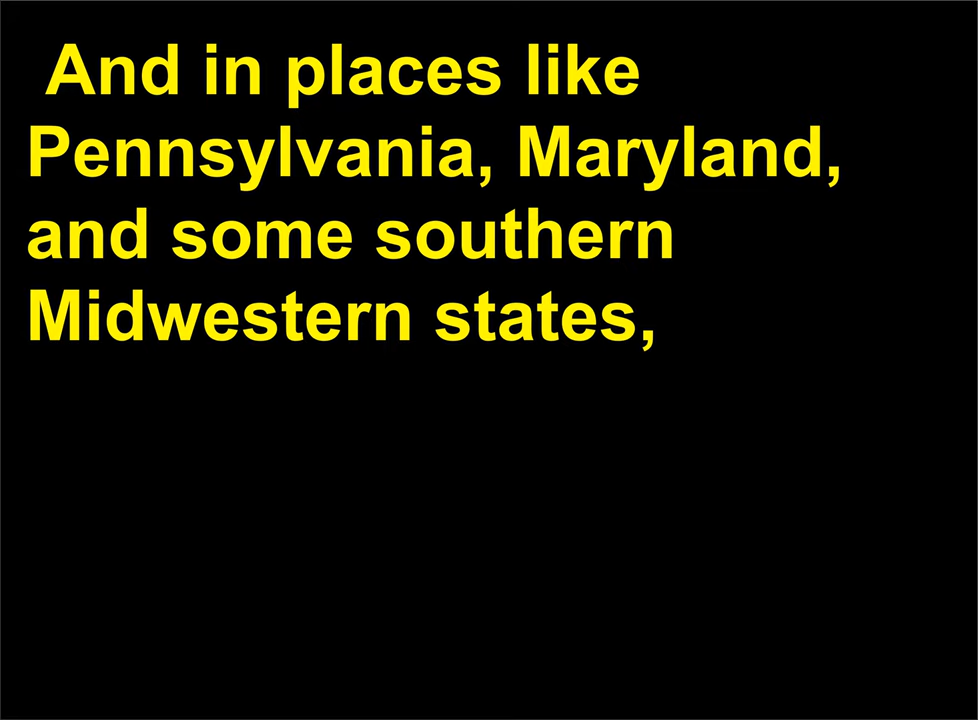 And in places like
Pennsylvania, Maryland,
and some southern
Midwestern states,